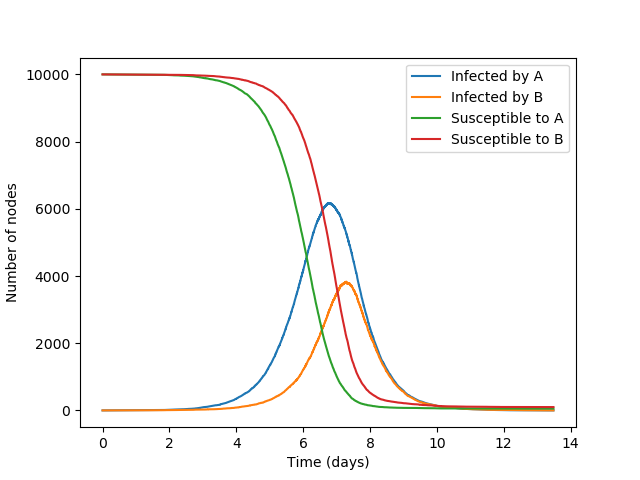 Infected by A
Infected by B
Susceptible to A
Susceptible to B
Number of nodes
10000
8000
6000
4000
2000
0
0 2 4 6 8 10 12 14
Time (days)